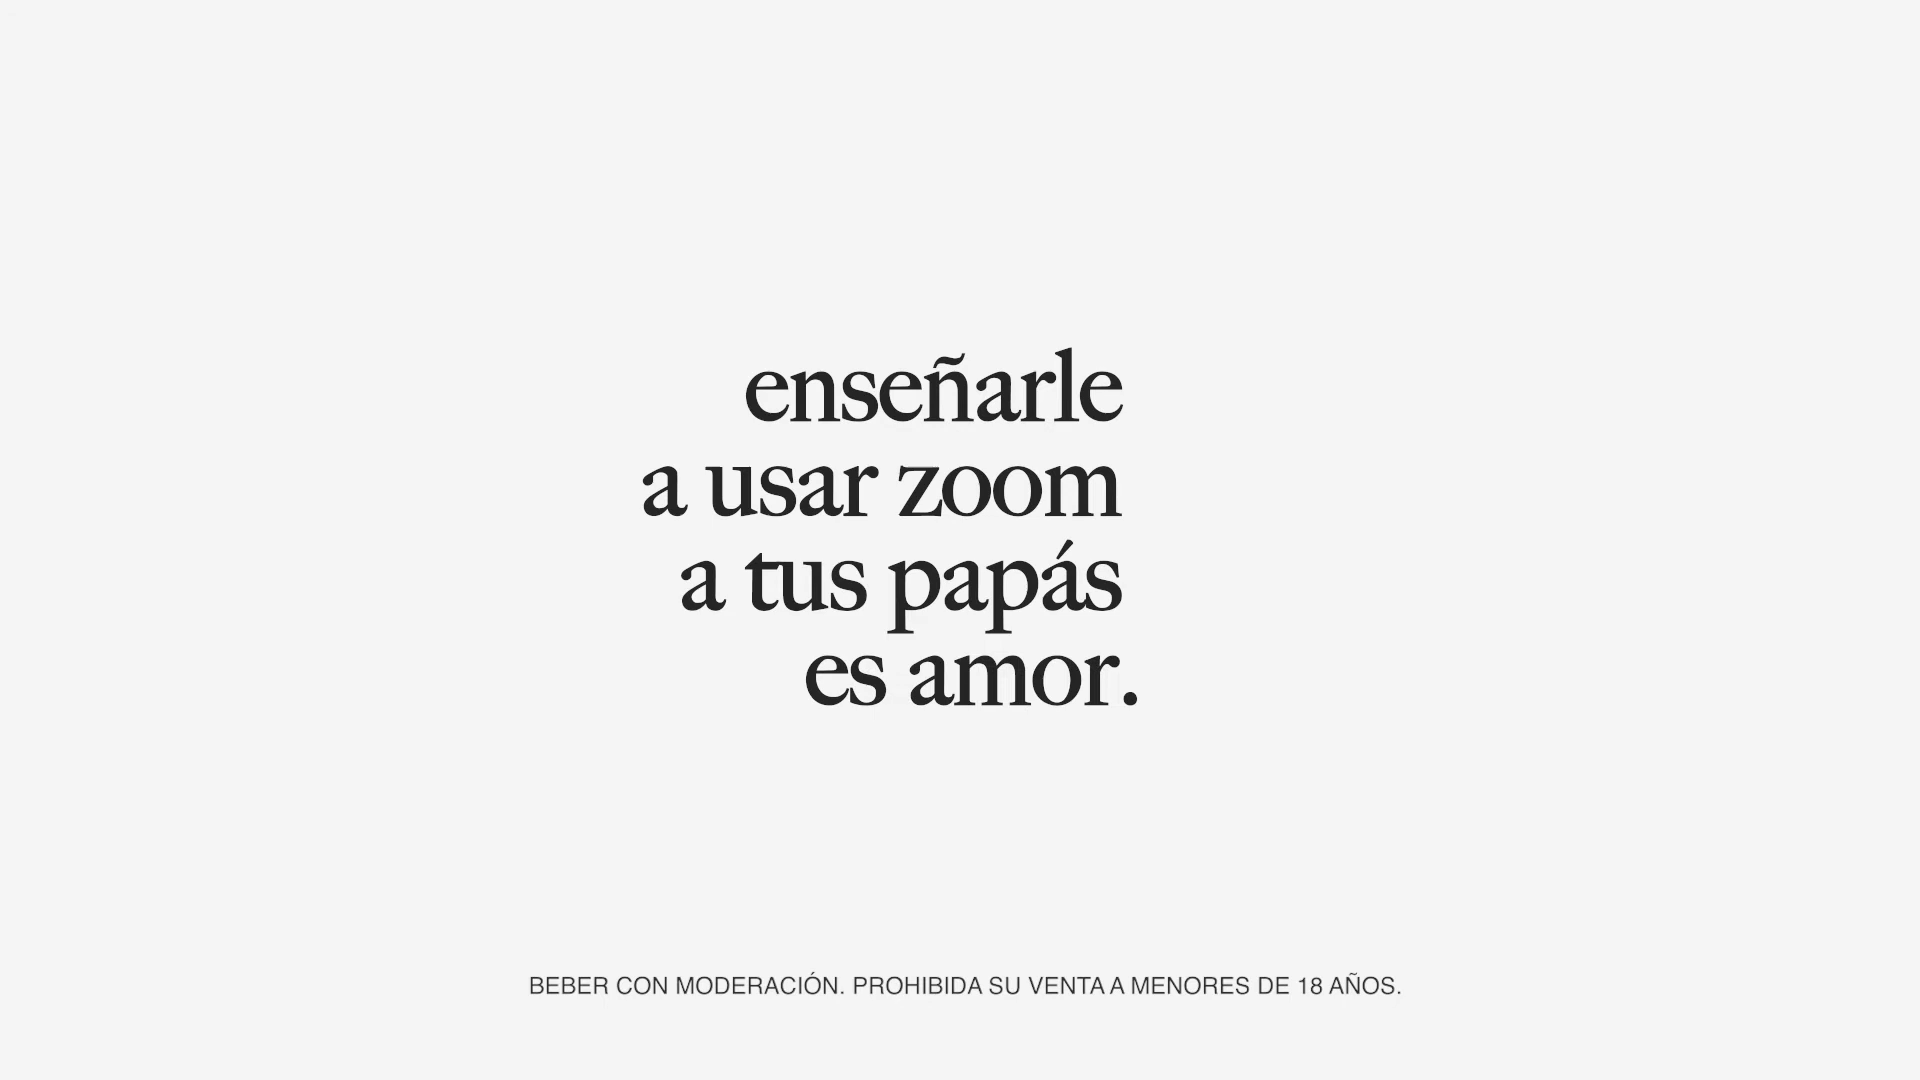 enseñarle
a usar zoom
a tus papás
es amor.
BEBER CON MODERACIÓN. PROHIBIDA SU VENTA A MENORES DE 18 AÑOS.